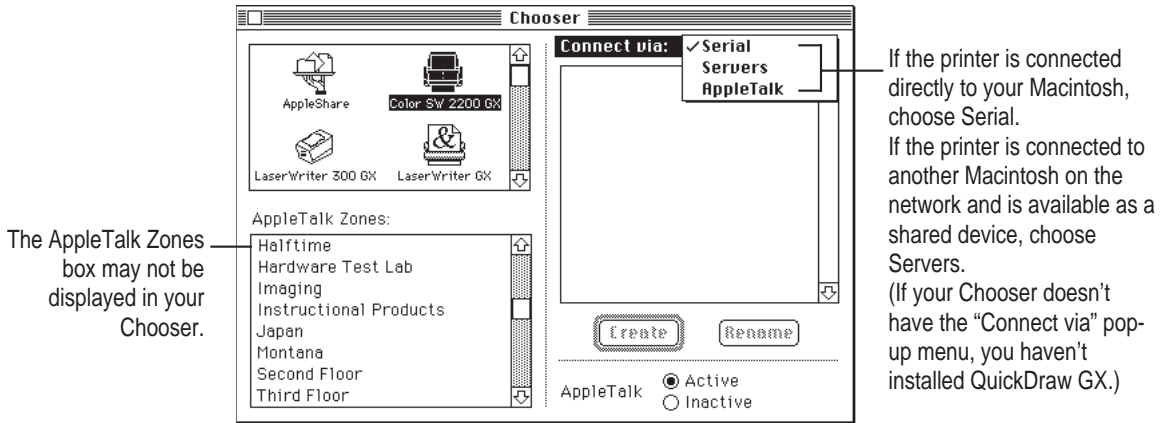 Chooser
AppleShare
Color SW 2200 GX
LaserWriter 300 GX
LaserWriter GX
AppleTalk Zones:
Halftime
Hardware Test Lab
Imaging
Instructional Products
Japan
Montana
Second Floor
Third Floor
Connect via:
✓Serial
Servers
AppleTalk
Create
Rename
AppleTalk
Active
Inactive
The AppleTalk Zones
box may not be
displayed in your
Chooser.
If the printer is connected
directly to your Macintosh,
choose Serial.
If the printer is connected to
another Macintosh on the
network and is available as a
shared device, choose
Servers.
(If your Chooser doesn’t
have the “Connect via” pop-
up menu, you haven’t
installed QuickDraw GX.)